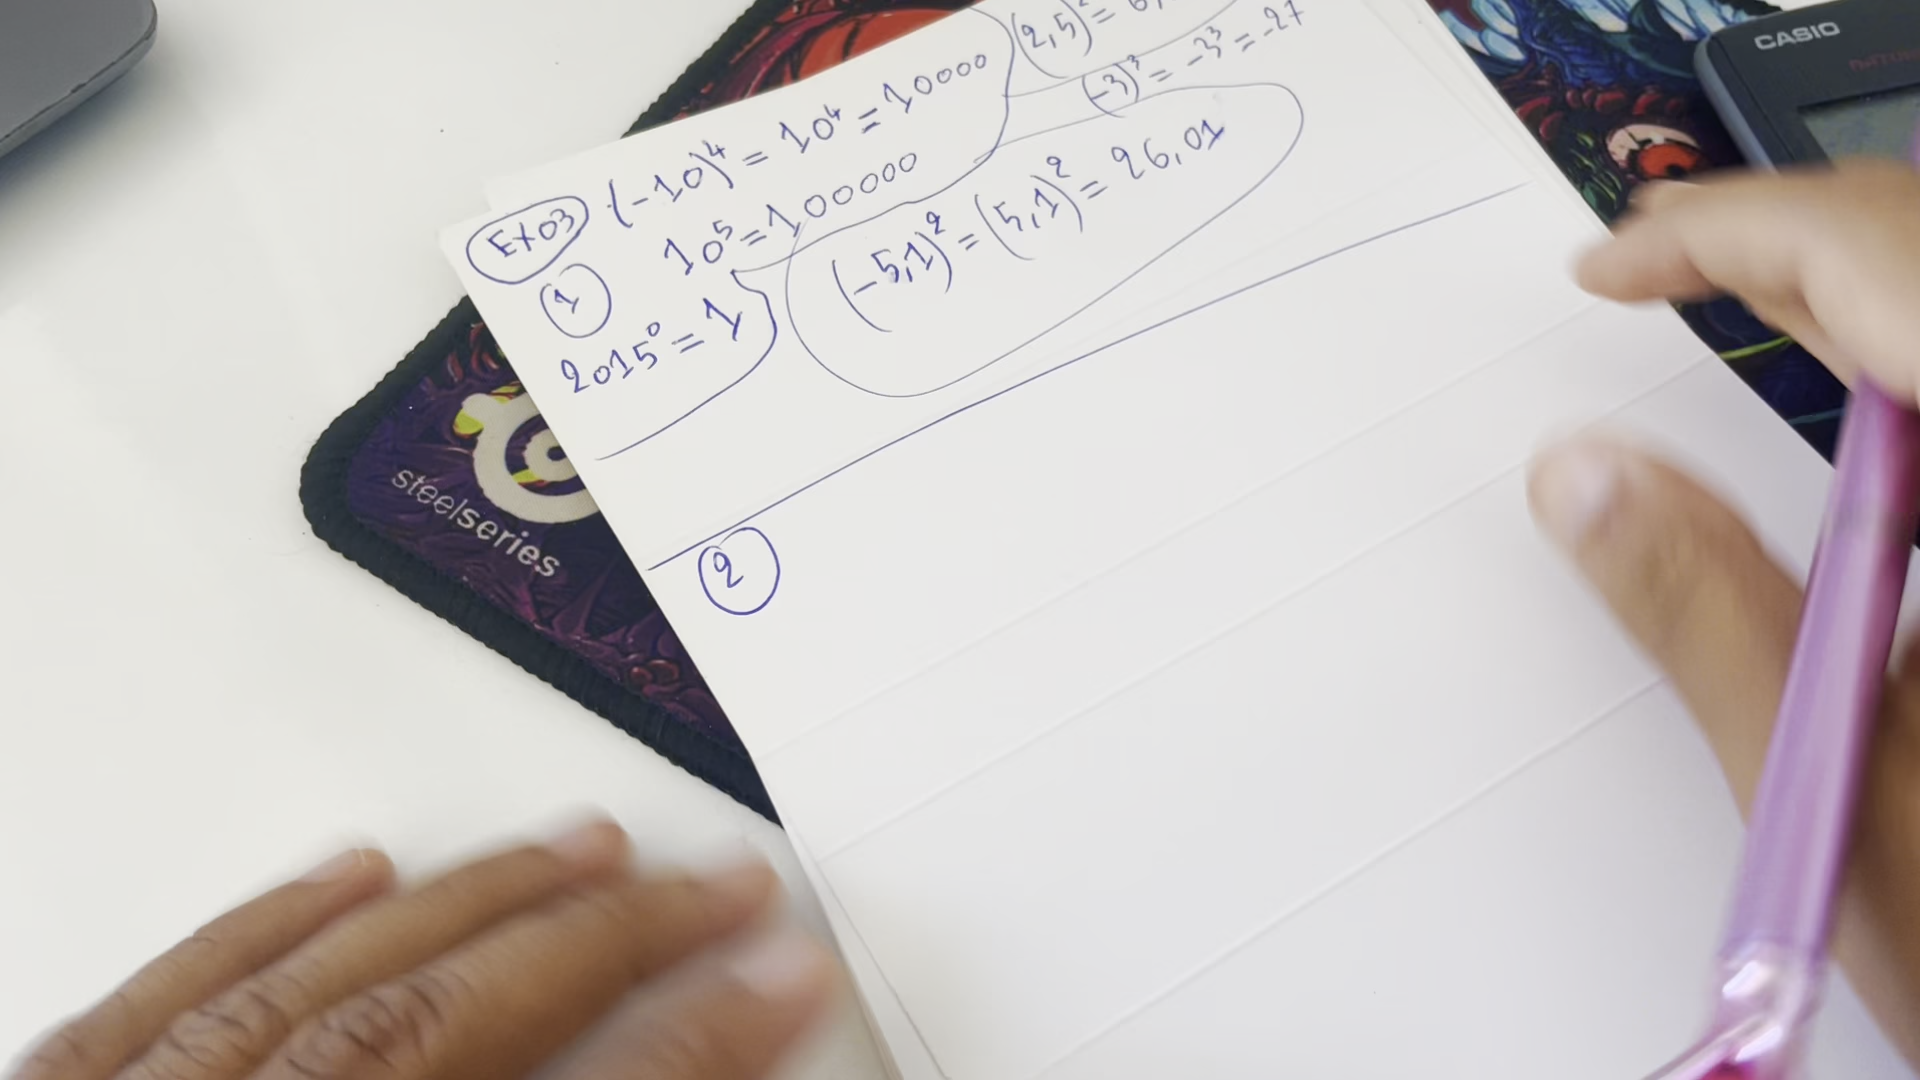 EXO3 (-10)⁴ = 10⁴ = 10000
(2,5)² =
1
10⁵ = 100000
(-3)³ = -3³ = -27
2015⁰ = 1
(-5,1)² = (5,1)² = 26,01
2
steelseries
CASIO